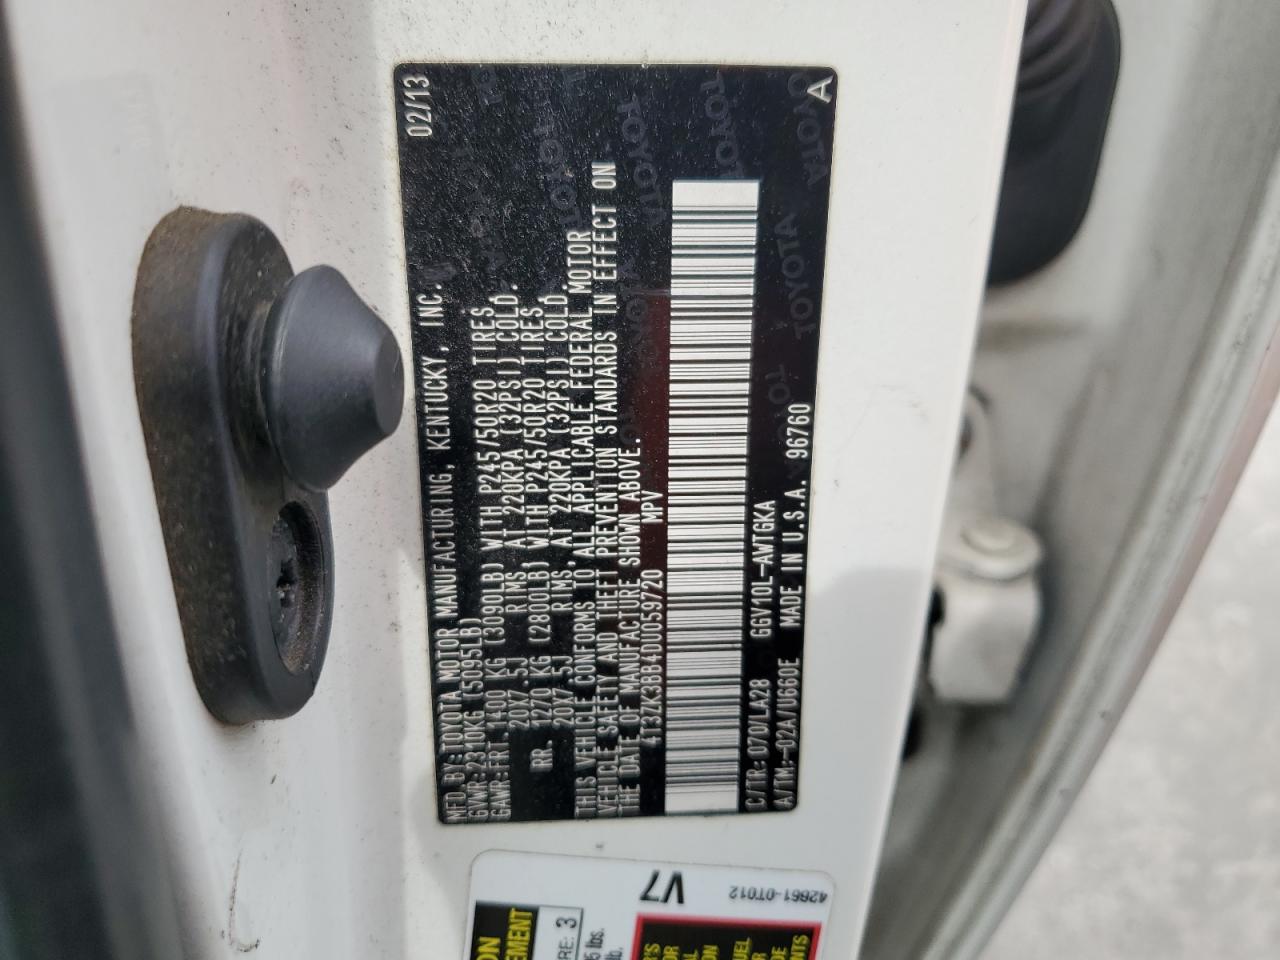 MFD. BY: TOYOTA MOTOR MANUFACTURING, KENTUCKY, INC. 02/13
GVWR: 2310KG (5095LB)
GAWR: FRT 1400 KG (3090LB) WITH P245/50R20 TIRES,
20X7.5J RIMS, AT 220KPA (32PSI) COLD.
RR. 1270 KG (2800LB) WITH P245/50R20 TIRES,
20X7.5J RIMS, AT 220KPA (32PSI) COLD.
THIS VEHICLE CONFORMS TO ALL APPLICABLE FEDERAL MOTOR
VEHICLE SAFETY AND THEFT PREVENTION STANDARDS IN EFFECT ON
THE DATE OF MANUFACTURE SHOWN ABOVE.
4T3ZK3BB4DU059720 MPV
C/TR: 070/LA28 GGV10L-AWTGKA
A/TM: -02A/U660E MADE IN U.S.A. 96760 A
TOYOTA
V7
42661-0T012
3
lbs.